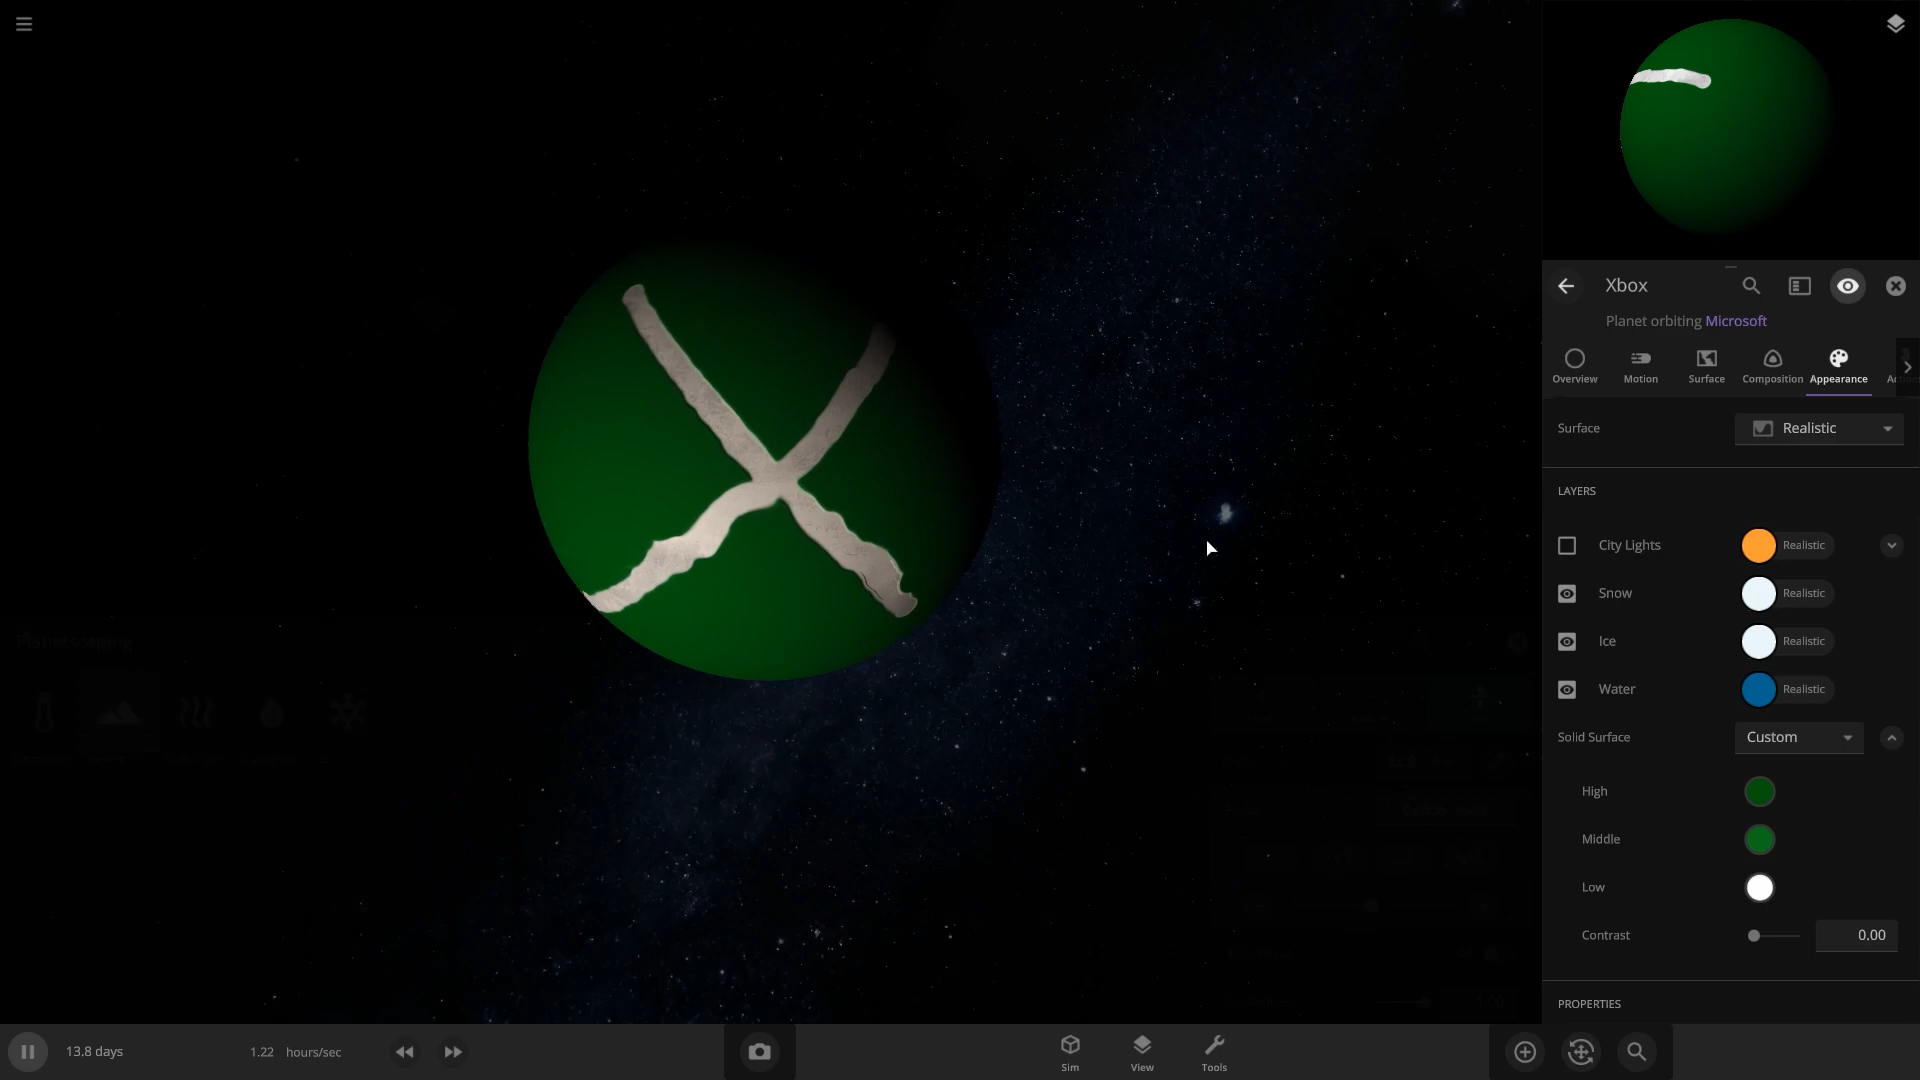 Xbox
Planet orbiting Microsoft
Overview
Motion
Surface
Composition
Appearance
Surface
Realistic
LAYERS
City Lights
Realistic
Snow
Realistic
Ice
Realistic
Water
Realistic
Solid Surface
Custom
High
Middle
Low
Contrast
0.00
PROPERTIES
Planetscaping
13.8 days
1.22 hours/sec
Sim
View
Tools